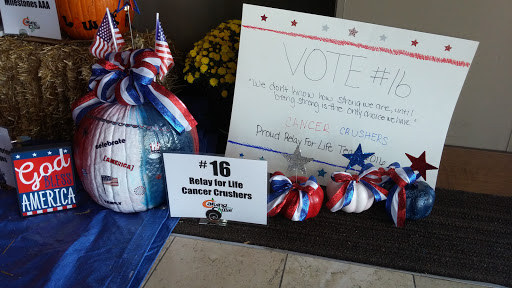 Milestones AAA
VOTE #16
"We don't know how strong we are, until
being strong is the only choice we have."
CANCER CRUSHERS
Proud Relay For Life 2016
celebrate
[AMERICA]
God
BLESS
AMERICA
# 16
Relay for Life
Cancer Crushers